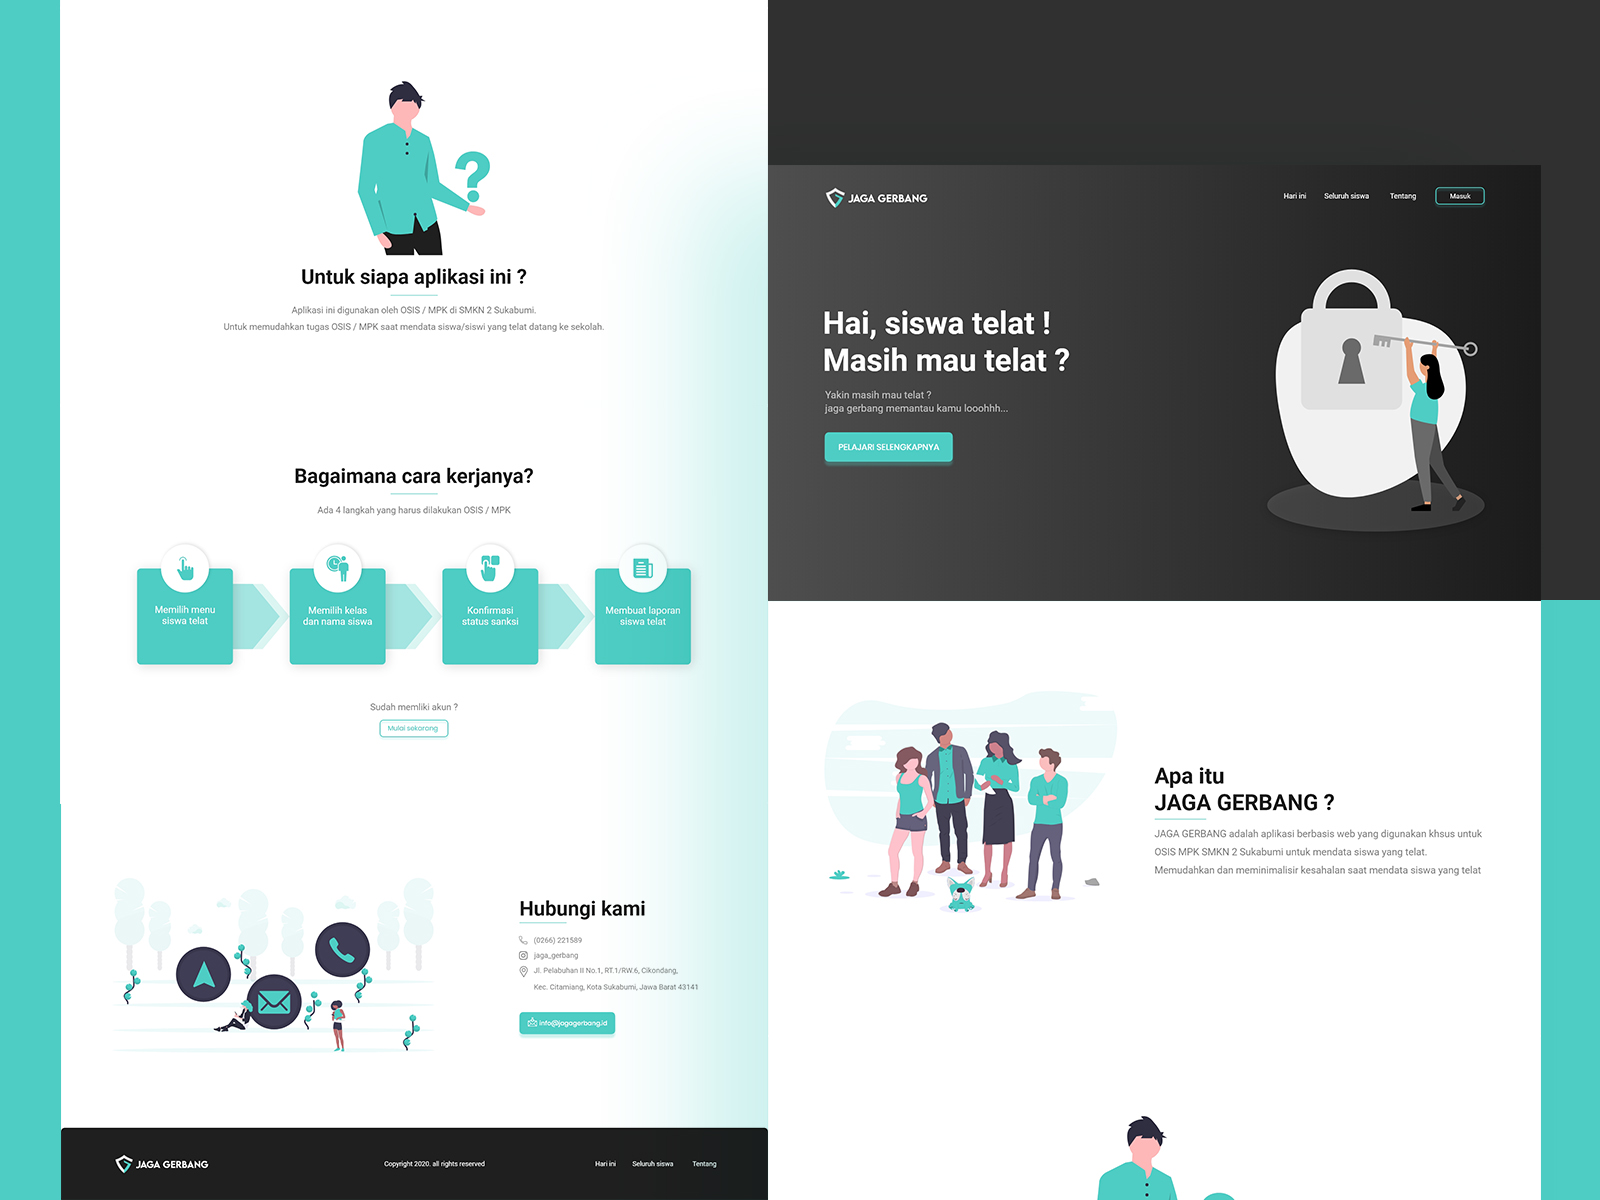 Untuk siapa aplikasi ini ?
Aplikasi ini digunakan oleh OSIS / MPK di SMKN 2 Sukabumi.
Untuk memudahkan tugas OSIS / MPK saat mendata siswa/siswi yang telat datang ke sekolah.
Bagaimana cara kerjanya?
Ada 4 langkah yang harus dilakukan OSIS / MPK
Memilih menu
siswa telat
Memilih kelas
dan nama siswa
Konfirmasi
status sanksi
Membuat laporan
siswa telat
Sudah memliki akun ?
Mulai sekarang
Hubungi kami
(0266) 221589
jaga_gerbang
Jl. Pelabuhan II No.1, RT.1/RW.6, Cikondang,
Kec. Citamiang, Kota Sukabumi, Jawa Barat 43141
info@jagagerbang.id
JAGA GERBANG
Copyright 2020. all rights reserved
Hari ini
Seluruh siswa
Tentang
JAGA GERBANG
Hari ini
Seluruh siswa
Tentang
Masuk
Hai, siswa telat !
Masih mau telat ?
Yakin masih mau telat ?
jaga gerbang memantau kamu looohhh...
PELAJARI SELENGKAPNYA
Apa itu
JAGA GERBANG ?
JAGA GERBANG adalah aplikasi berbasis web yang digunakan khsus untuk
OSIS MPK SMKN 2 Sukabumi untuk mendata siswa yang telat.
Memudahkan dan meminimalisir kesahalan saat mendata siswa yang telat